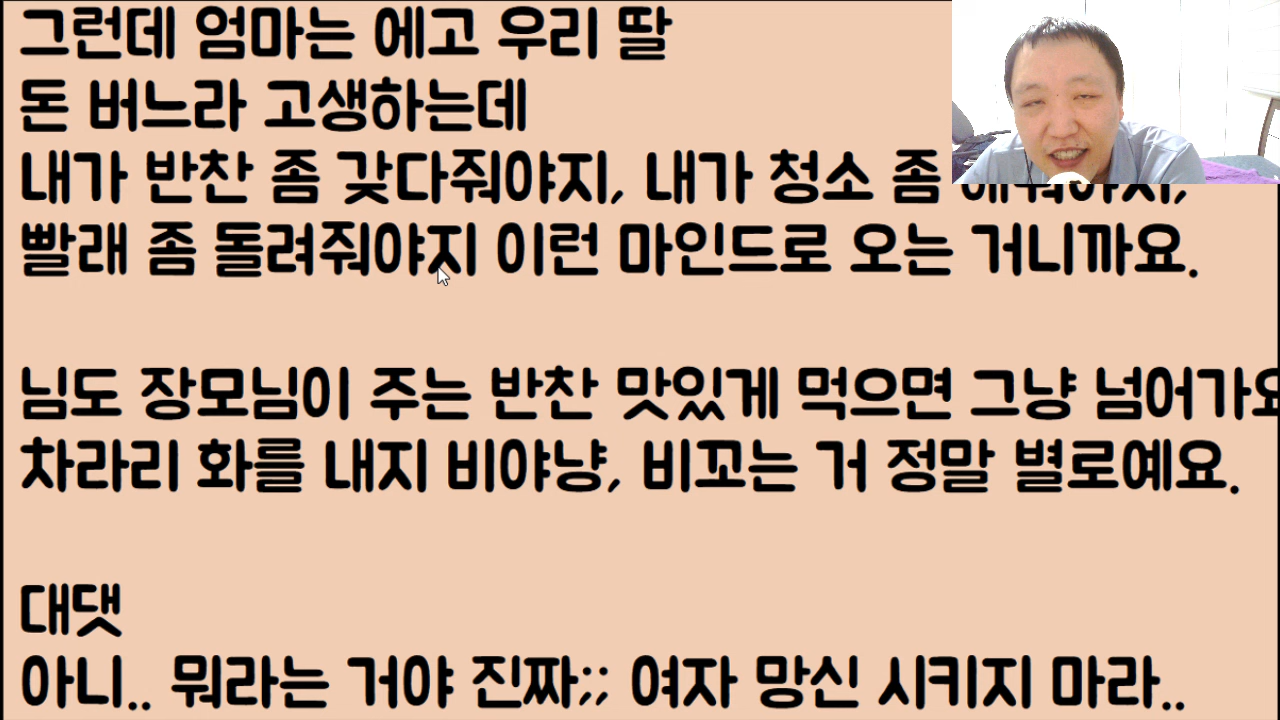 그런데 엄마는 에고 우리 딸
돈 버느라 고생하는데
내가 반찬 좀 갖다줘야지, 내가 청소 좀
빨래 좀 돌려줘야지 이런 마인드로 오는 거니까요.
님도 장모님이 주는 반찬 맛있게 먹으면 그냥 넘어가요
차라리 화를 내지 비야냥, 비꼬는 거 정말 별로예요.
대댓
아니.. 뭐라는 거야 진짜;; 여자 망신 시키지 마라..